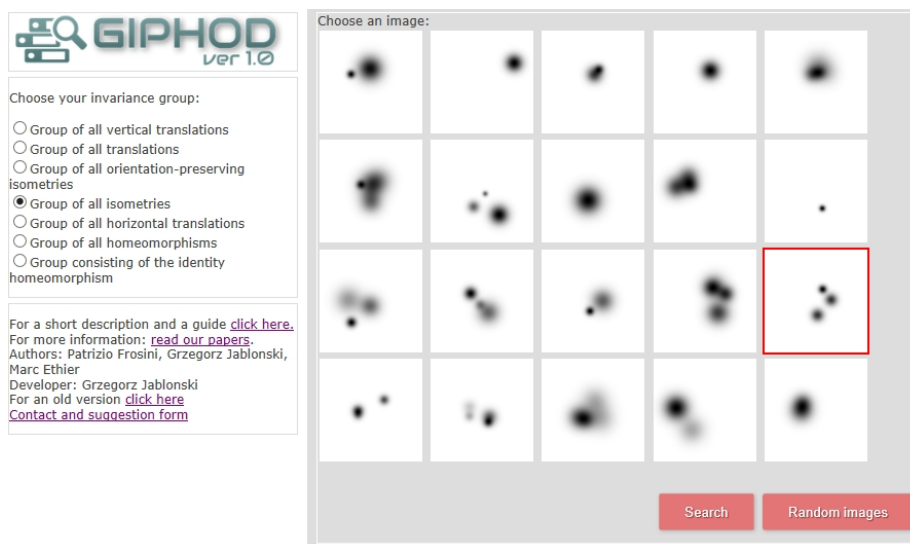 GIPHOD
ver 1.0
Choose your invariance group:
Group of all vertical translations
Group of all translations
Group of all orientation-preserving
isometries
Group of all isometries
Group of all horizontal translations
Group of all homeomorphisms
Group consisting of the identity
homeomorphism
For a short description and a guide click here.
For more information: read our papers.
Authors: Patrizio Frosini, Grzegorz Jablonski,
Marc Ethier
Developer: Grzegorz Jablonski
For an old version click here
Contact and suggestion form
Choose an image:
Search
Random images